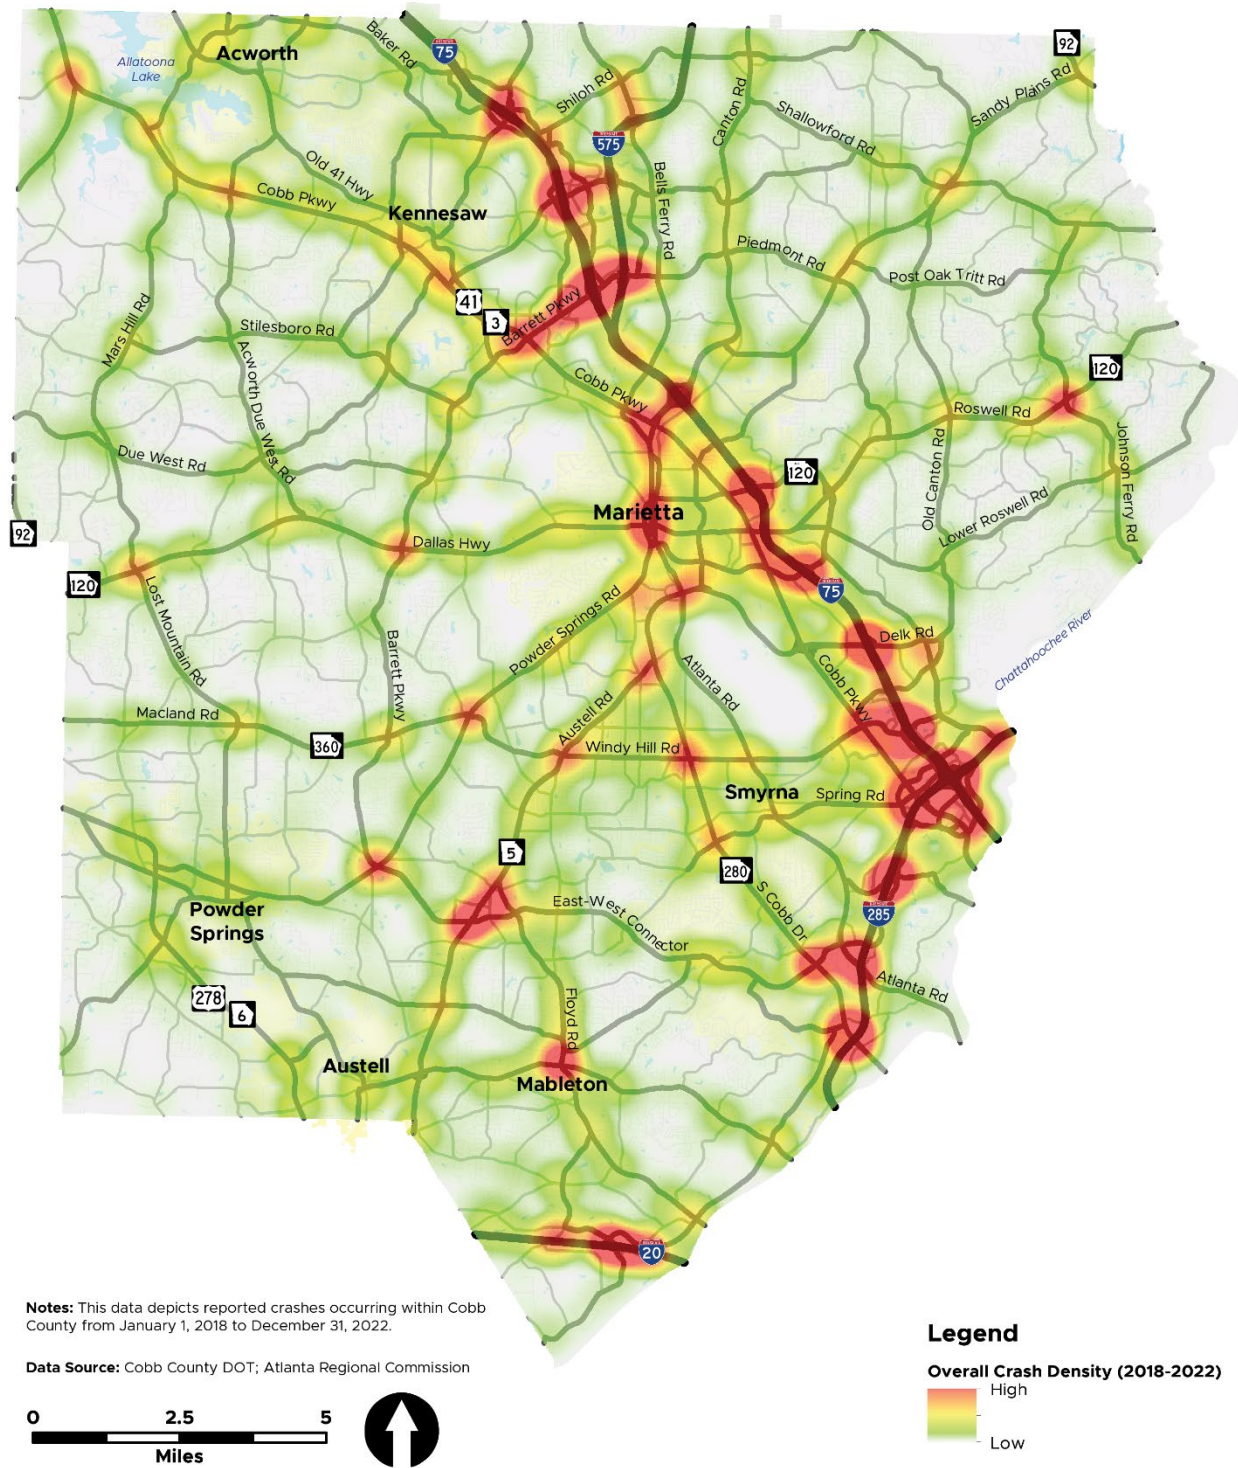 Acworth
Baker Rd
75
92
Allatoona
Lake
Shiloh Rd
Sandy Plains Rd
Canton Rd
Shallowford Rd
575
Old 41 Hwy
Bells Ferry Rd
Cobb Pkwy
Kennesaw
Piedmont Rd
Post Oak Tritt Rd
41
3
Barrett Pkwy
Mars Hill Rd
Stilesboro Rd
Acworth Due West Rd
120
Cobb Pkwy
Roswell Rd
Johnson Ferry Rd
Due West Rd
Old Canton Rd
120
Lower Roswell Rd
Marietta
92
Dallas Hwy
120
Lost Mountain Rd
75
Powder Springs Rd
Chattahoochee River
Delk Rd
Barrett Pkwy
Atlanta Rd
Cobb Pkwy
Austell Rd
Macland Rd
360
Windy Hill Rd
Smyrna
Spring Rd
5
280
S Cobb Dr
East-West Connector
285
Powder
Springs
Atlanta Rd
278
6
Floyd Rd
Austell
Mableton
20
Notes: This data depicts reported crashes occurring within Cobb
County from January 1, 2018 to December 31, 2022.
Data Source: Cobb County DOT; Atlanta Regional Commission
0 2.5 5
Miles
Legend
Overall Crash Density (2018-2022)
High
Low